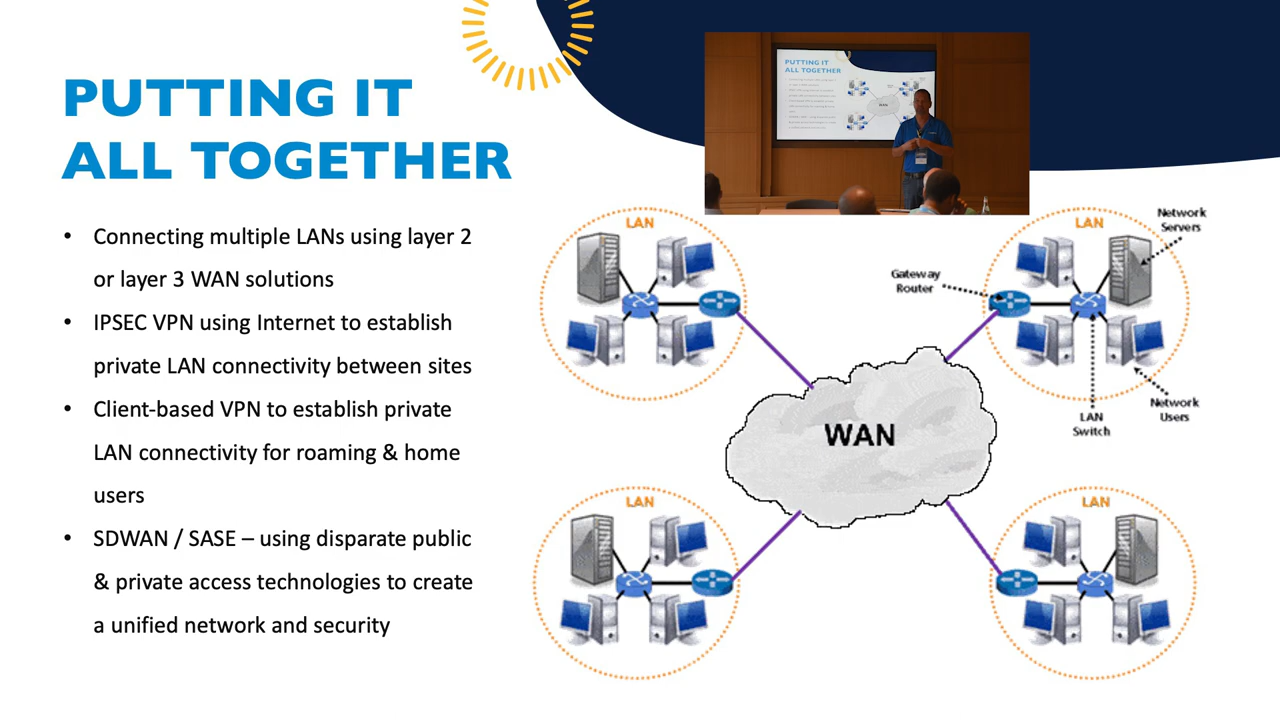 PUTTING IT
ALL TOGETHER
• Connecting multiple LANs using layer 2
or layer 3 WAN solutions
• IPSEC VPN using Internet to establish
private LAN connectivity between sites
• Client-based VPN to establish private
LAN connectivity for roaming & home
users
• SDWAN / SASE – using disparate public
& private access technologies to create
a unified network and security
PUTTING IT
ALL TOGETHER
WAN
LAN
LAN
Network
Servers
Gateway
Router
LAN
Switch
Network
Users
WAN
LAN
LAN